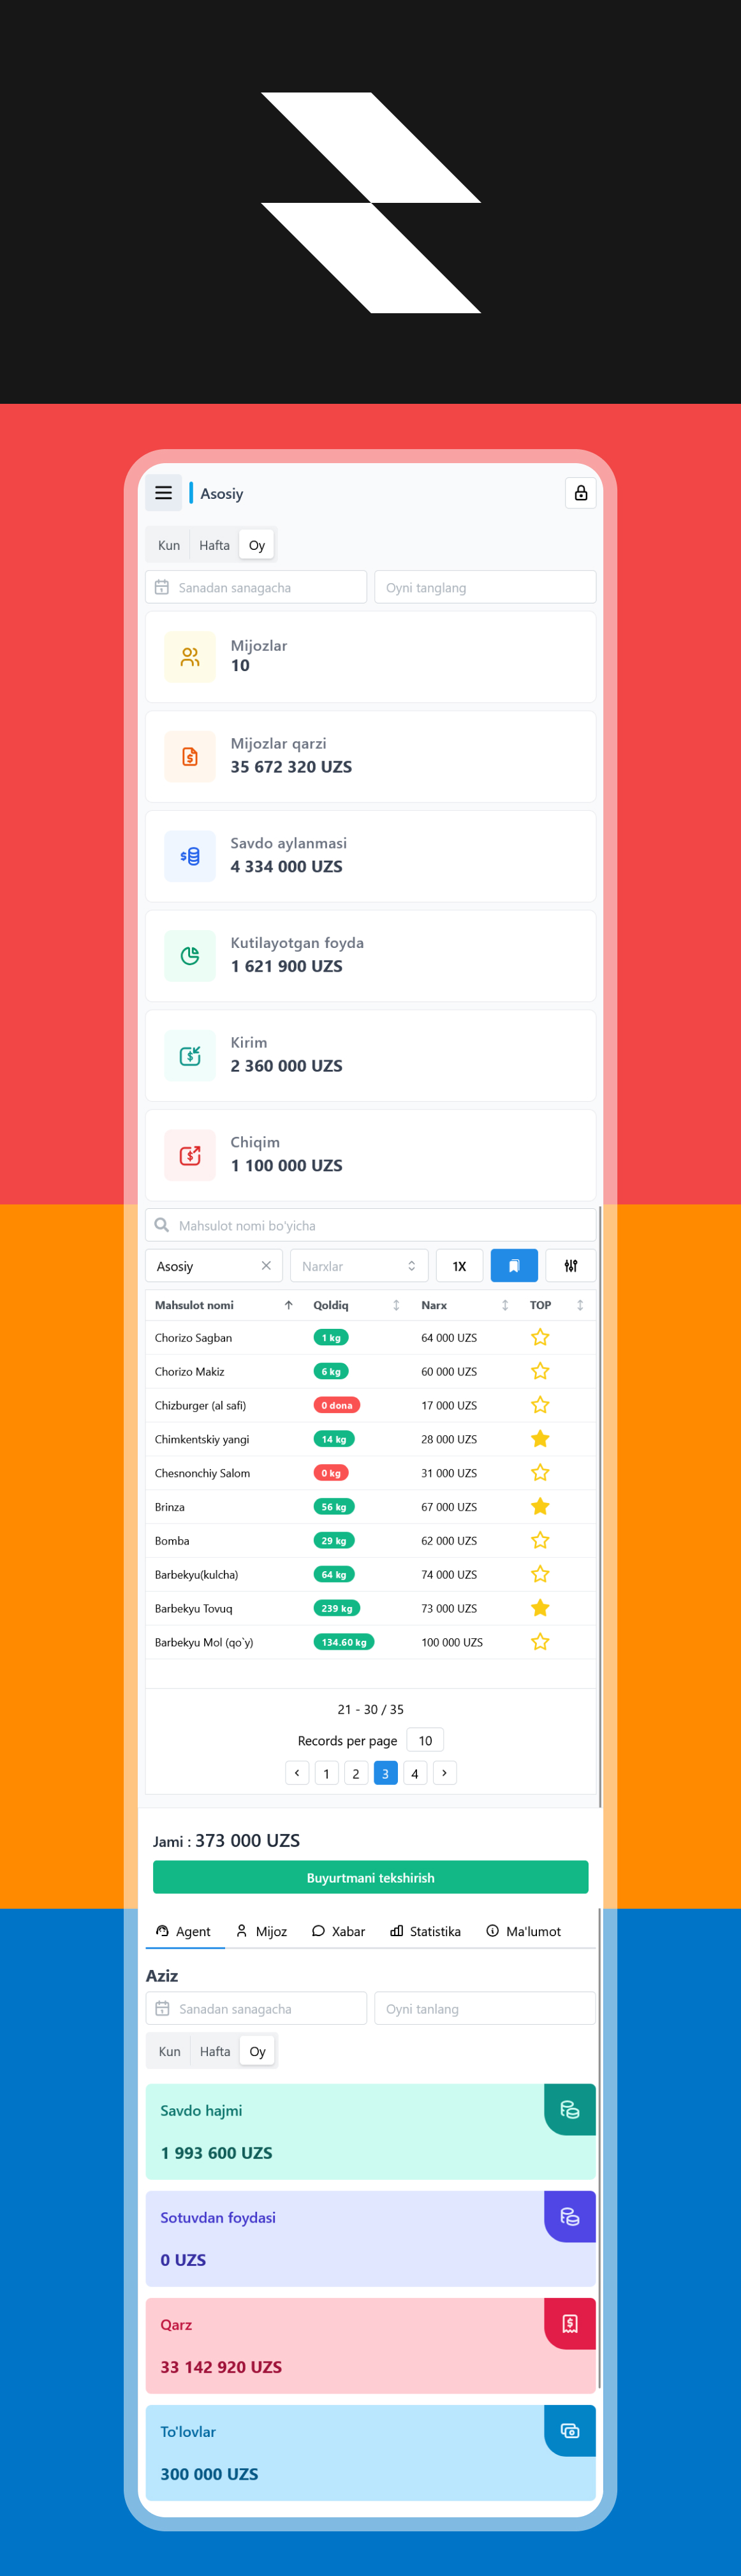 Asosiy
Kun Hafta Oy
Sanadan sanagacha Oyni tanglang
Mijozlar
10
Mijozlar qarzi
35 672 320 UZS
Savdo aylanmasi
4 334 000 UZS
Kutilayotgan foyda
1 621 900 UZS
Kirim
2 360 000 UZS
Chiqim
1 100 000 UZS
Mahsulot nomi bo'yicha
Asosiy Narxlar 1X
Mahsulot nomi Qoldiq Narx TOP
Chorizo Sagban 1 kg 64 000 UZS
Chorizo Makiz 6 kg 60 000 UZS
Chizburger (al safi) 0 dona 17 000 UZS
Chimkentskiy yangi 14 kg 28 000 UZS
Chesnonchiy Salom 0 kg 31 000 UZS
Brinza 56 kg 67 000 UZS
Bomba 29 kg 62 000 UZS
Barbekyu(kulcha) 64 kg 74 000 UZS
Barbekyu Tovuq 239 kg 73 000 UZS
Barbekyu Mol (qo`y) 134.60 kg 100 000 UZS
21 - 30 / 35
Records per page 10
1 2 3 4
Jami : 373 000 UZS
Buyurtmani tekshirish
Agent Mijoz Xabar Statistika Ma'lumot
Aziz
Sanadan sanagacha Oyni tanlang
Kun Hafta Oy
Savdo hajmi
1 993 600 UZS
Sotuvdan foydasi
0 UZS
Qarz
33 142 920 UZS
To'lovlar
300 000 UZS